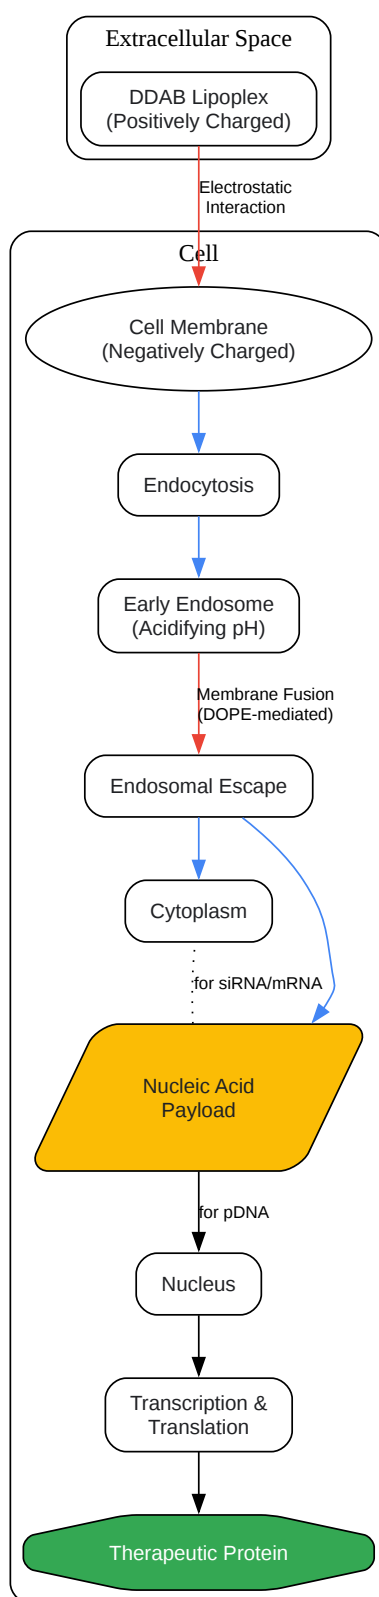 Extracellular Space
DDAB Lipoplex
(Positively Charged)
Electrostatic
Interaction
Cell
Cell Membrane
(Negatively Charged)
Endocytosis
Early Endosome
(Acidifying pH)
Membrane Fusion
(DOPE-mediated)
Endosomal Escape
Cytoplasm
for siRNA/mRNA
Nucleic Acid
Payload
for pDNA
Nucleus
Transcription &
Translation
Therapeutic Protein